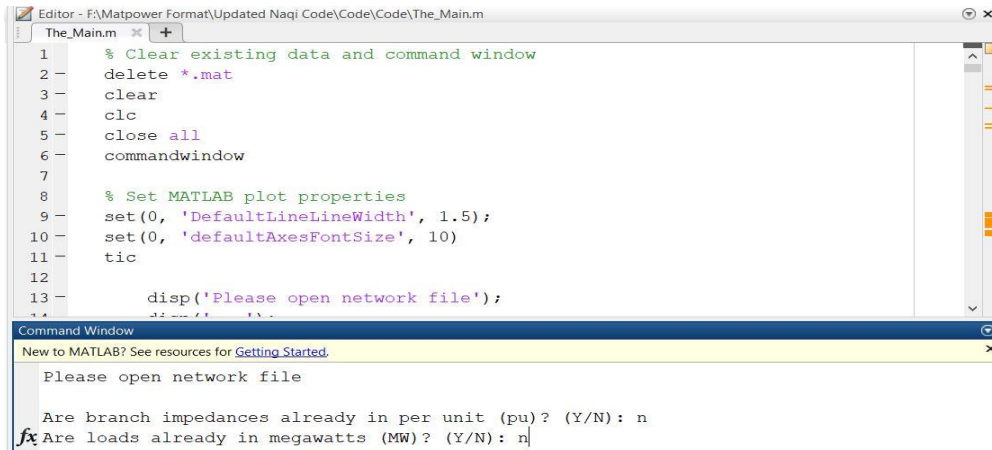 Editor - F:\Matpower Format\Updated Naqi Code\Code\Code\The_Main.m
The_Main.m
1 % Clear existing data and command window
2 - delete *.mat
3 - clear
4 - clc
5 - close all
6 - commandwindow
7
8 % Set MATLAB plot properties
9 - set(0, 'DefaultLineLineWidth', 1.5);
10 - set(0, 'defaultAxesFontSize', 10)
11 - tic
12
13 - disp('Please open network file');
Command Window
New to MATLAB? See resources for Getting Started.
Please open network file
Are branch impedances already in per unit (pu)? (Y/N): n
fx Are loads already in megawatts (MW)? (Y/N): n